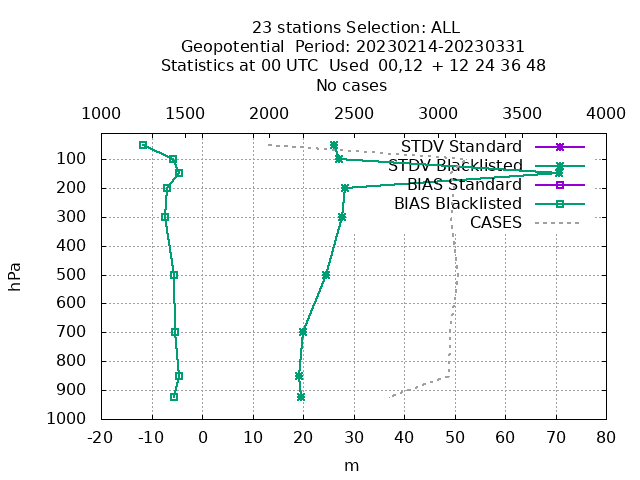 23 stations Selection: ALL
Geopotential  Period: 20230214-20230331
Statistics at 00 UTC  Used  00,12  + 12 24 36 48
No cases
1000 1500 2000 2500 3000 3500 4000
STDV Standard
STDV Blacklisted
BIAS Standard
BIAS Blacklisted
CASES
hPa
100
200
300
400
500
600
700
800
900
1000
-20 -10 0 10 20 30 40 50 60 70 80
m